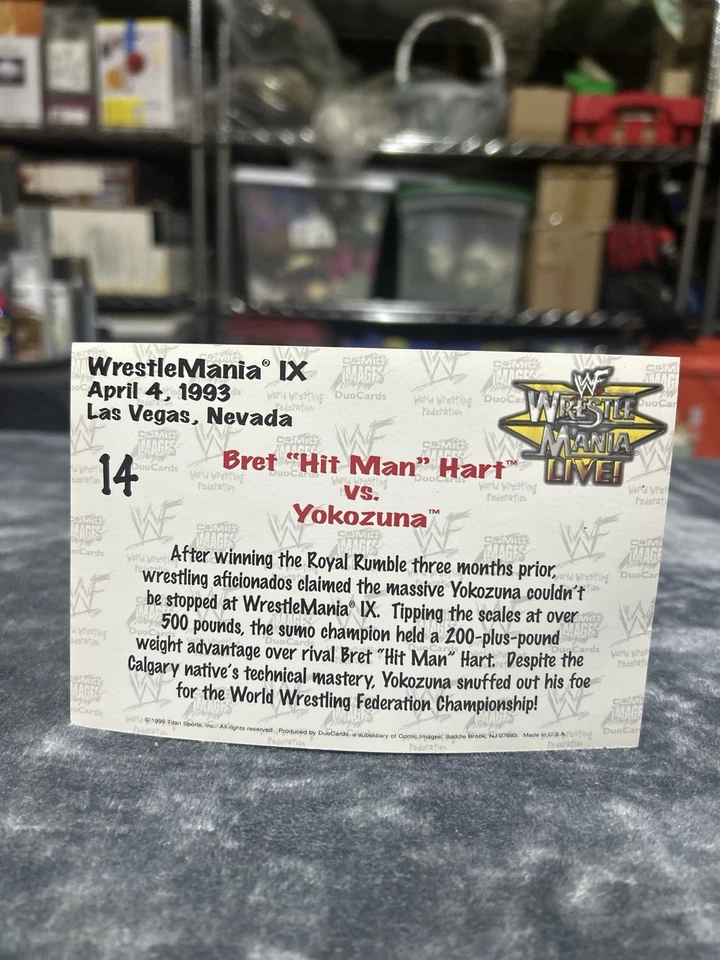 WrestleMania® IX
April 4, 1993
Las Vegas, Nevada
WF
WRESTLE
MANIA
LIVE!
14
Bret "Hit Man" Hart™
vs.
Yokozuna™
After winning the Royal Rumble three months prior,
wrestling aficionados claimed the massive Yokozuna couldn't
be stopped at WrestleMania® IX. Tipping the scales at over
500 pounds, the sumo champion held a 200-plus-pound
weight advantage over rival Bret "Hit Man" Hart. Despite the
Calgary native's technical mastery, Yokozuna snuffed out his foe
for the World Wrestling Federation Championship!
© 1999 Titan Sports, Inc. All rights reserved. Produced by DuoCards, a subsidiary of Comic Images, Saddle Brook, NJ 07663. Made in U.S.A.